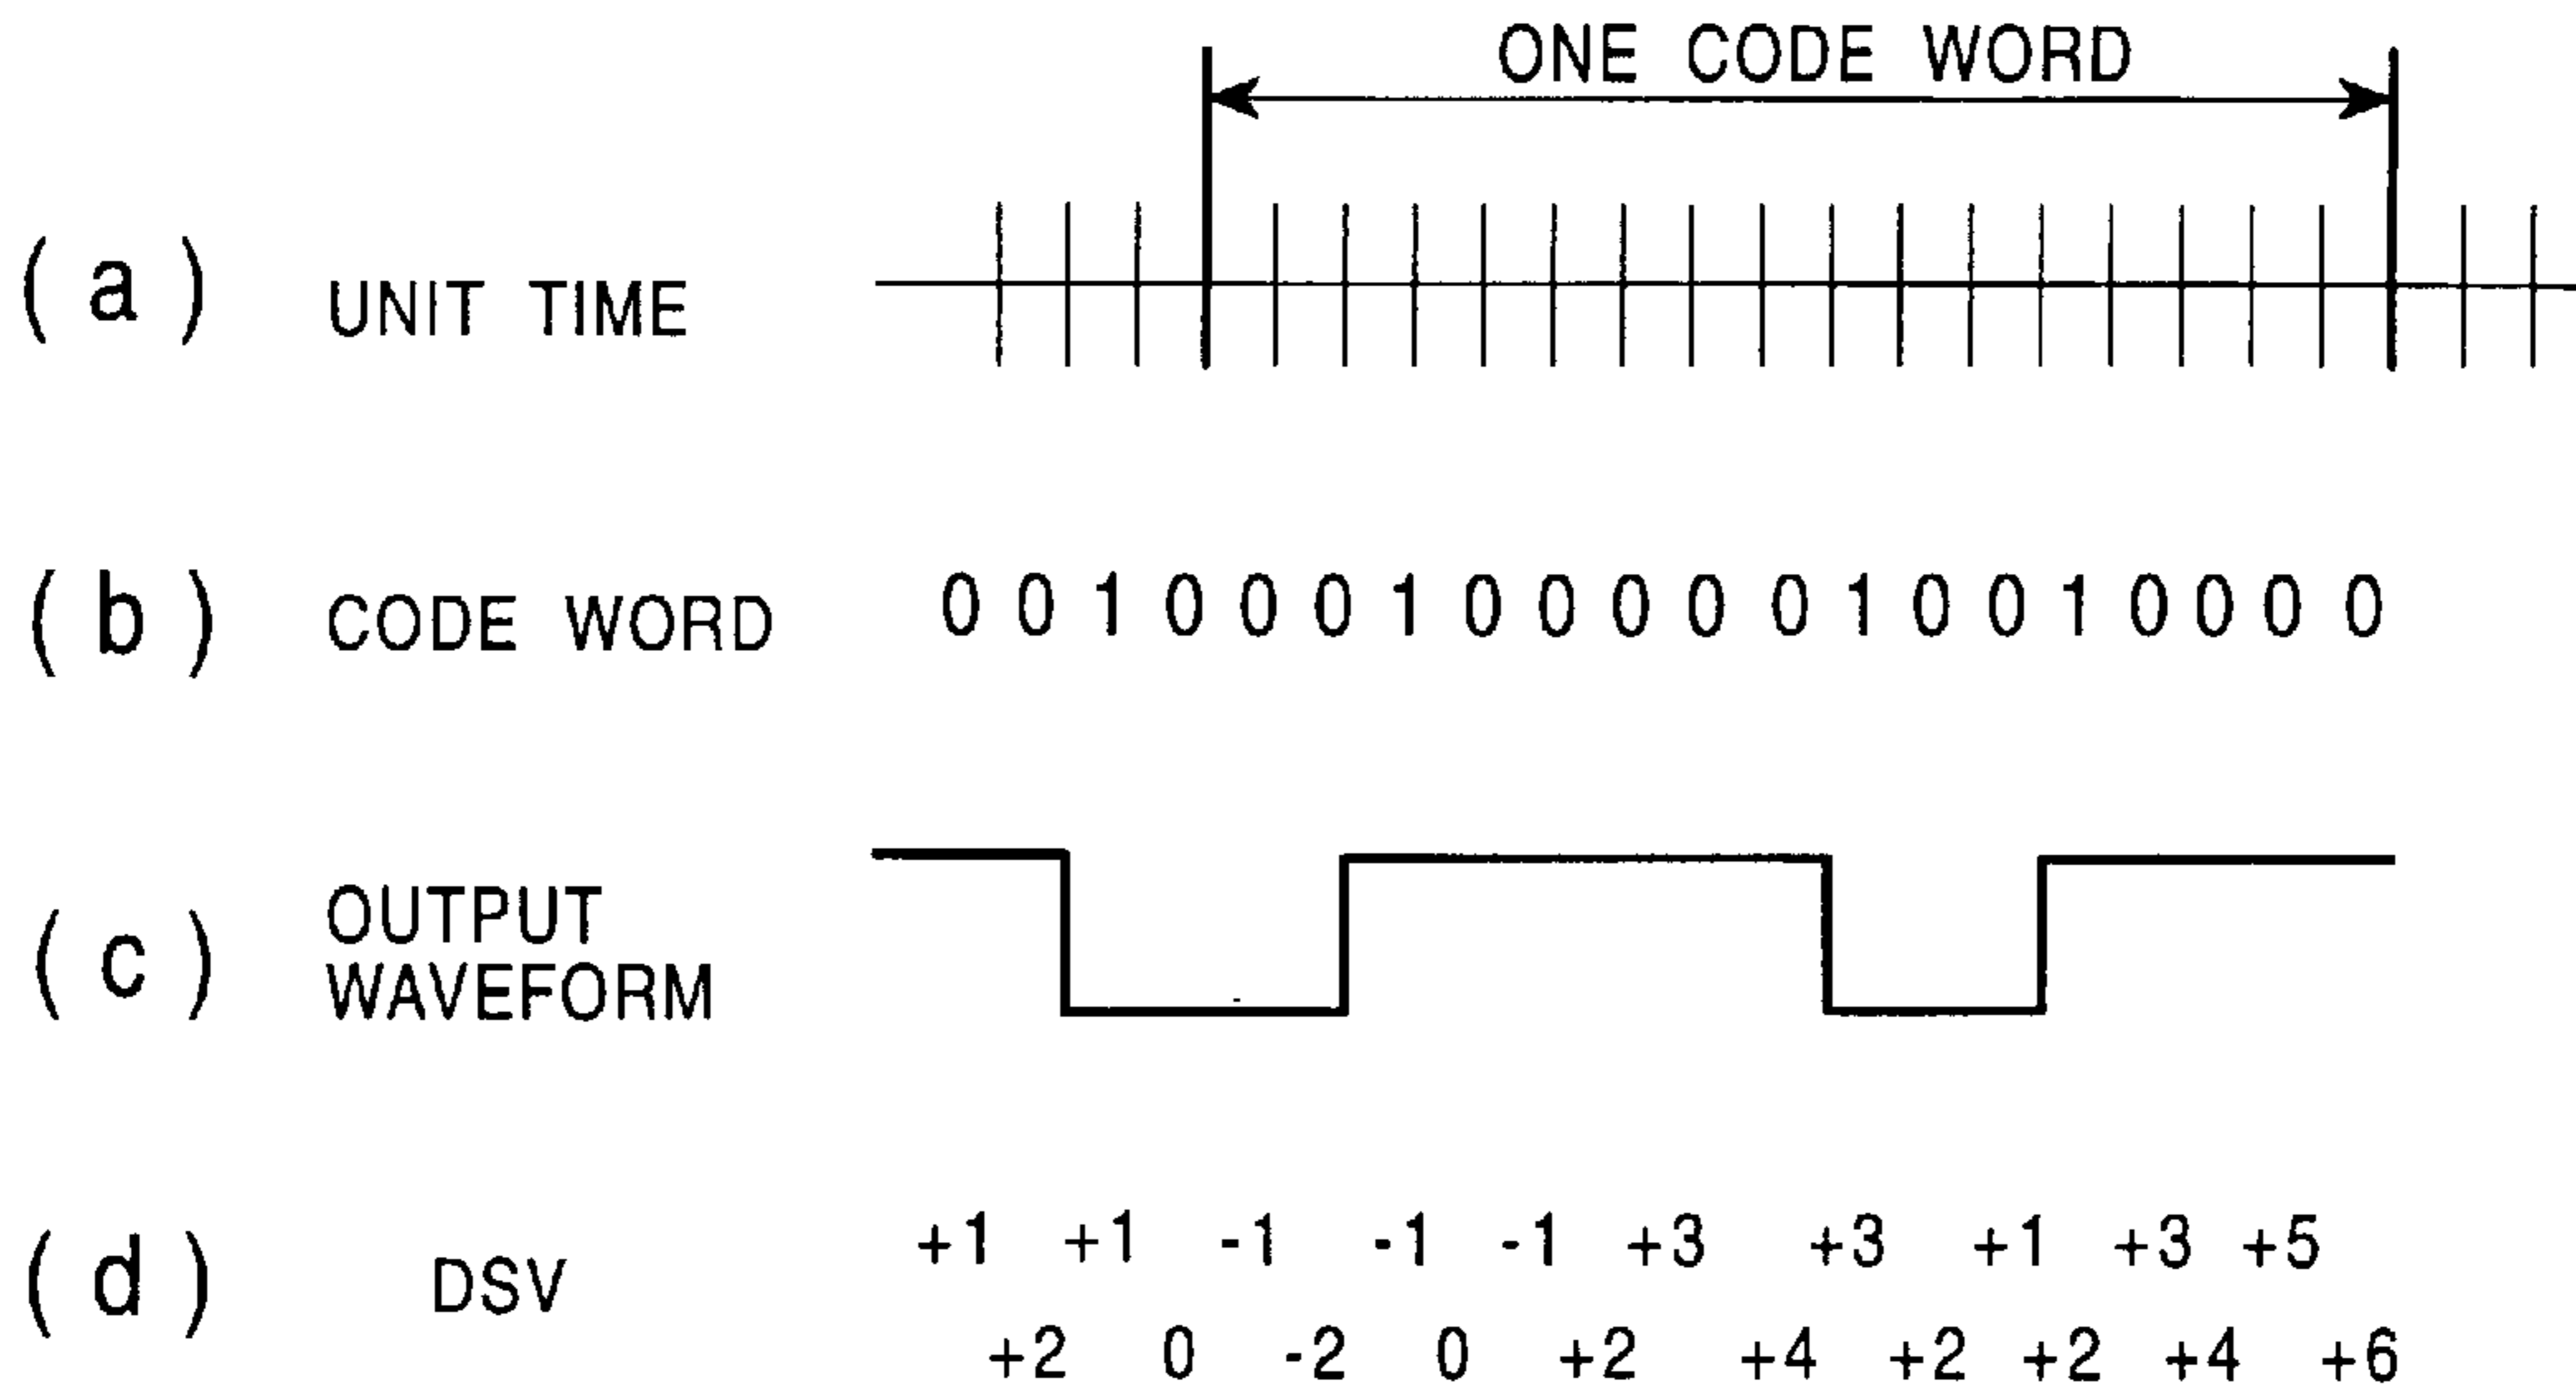 ONE CODE WORD
( a ) UNIT TIME
( b ) CODE WORD 0 0 1 0 0 0 1 0 0 0 0 0 1 0 0 1 0 0 0 0
( c ) OUTPUT
WAVEFORM
( d ) DSV
+1 +1 -1 -1 -1 +3 +3 +1 +3 +5
+2 0 -2 0 +2 +4 +2 +2 +4 +6